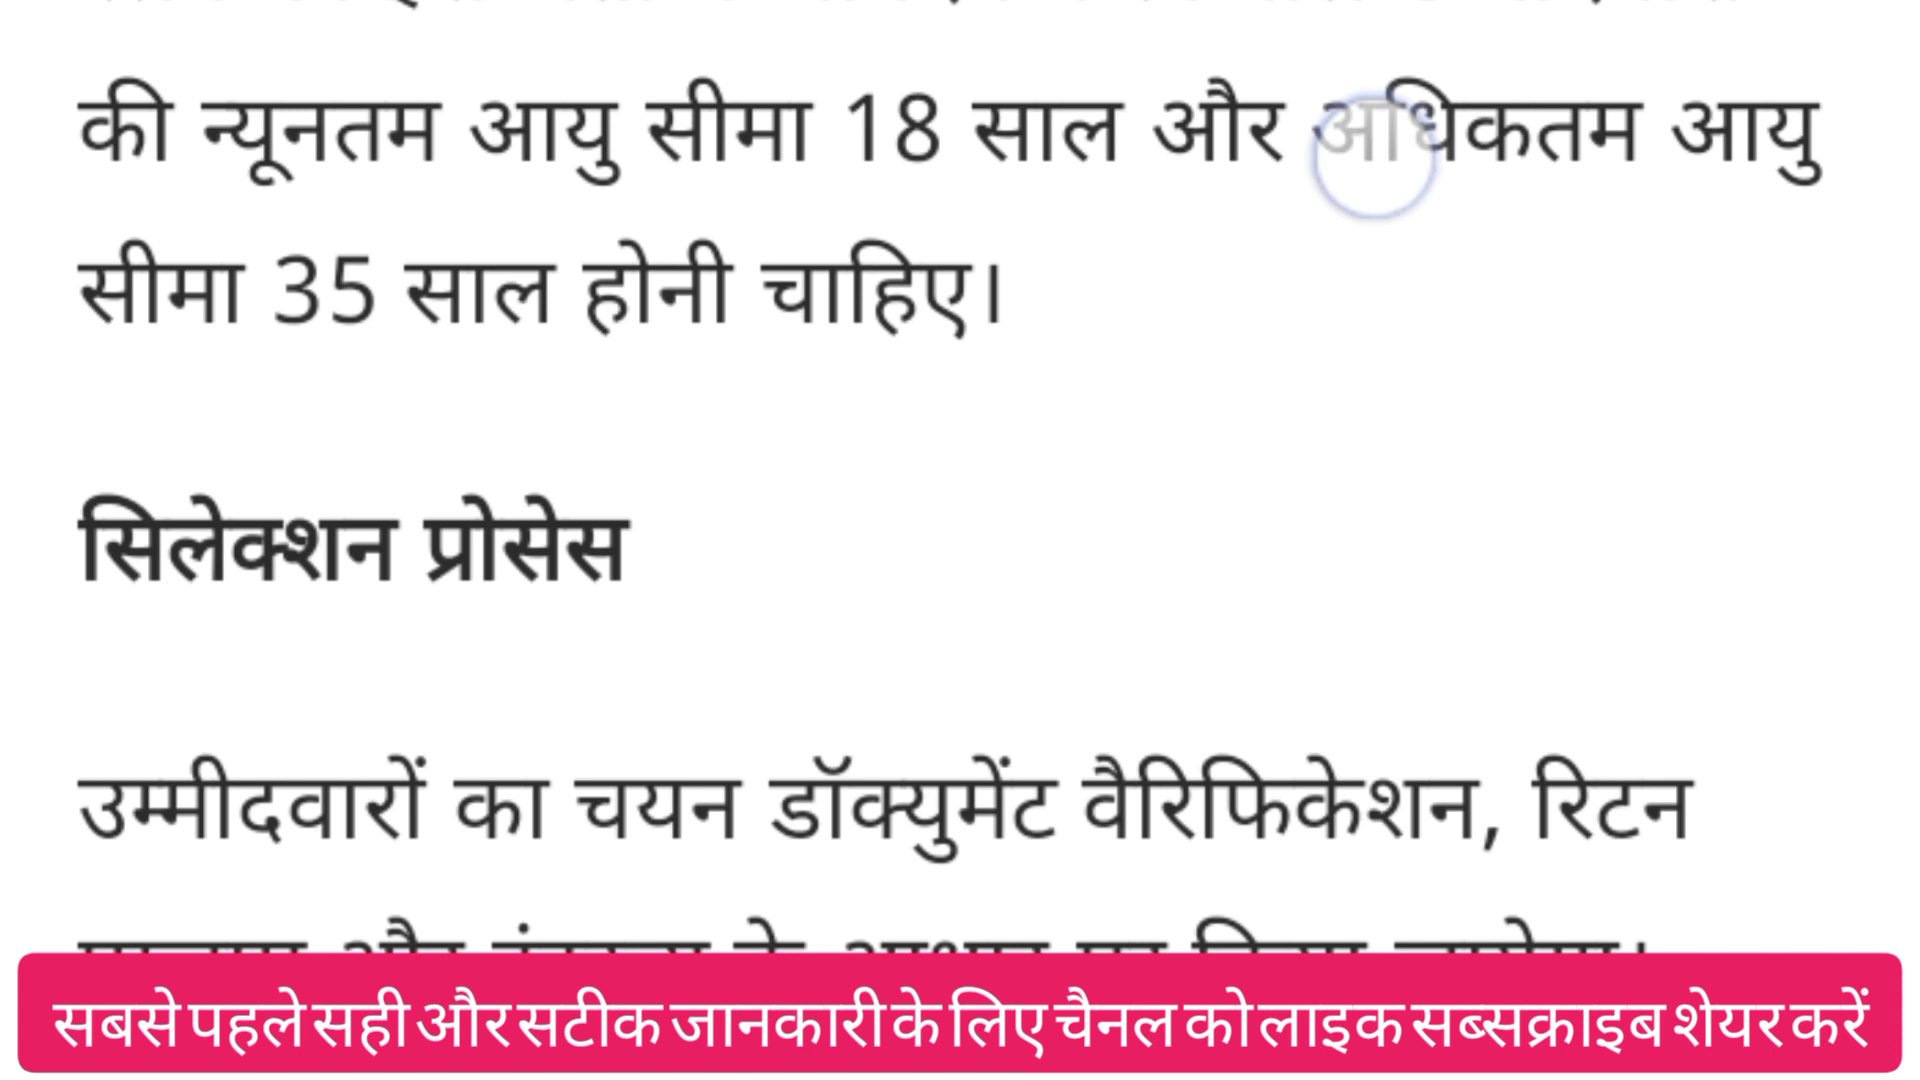 की न्यूनतम आयु सीमा 18 साल और अधिकतम आयु
सीमा 35 साल होनी चाहिए।
सिलेक्शन प्रोसेस
उम्मीदवारों का चयन डॉक्युमेंट वैरिफिकेशन, रिटन
सबसे पहले सही और सटीक जानकारी के लिए चैनल को लाइक सब्सक्राइब शेयर करें